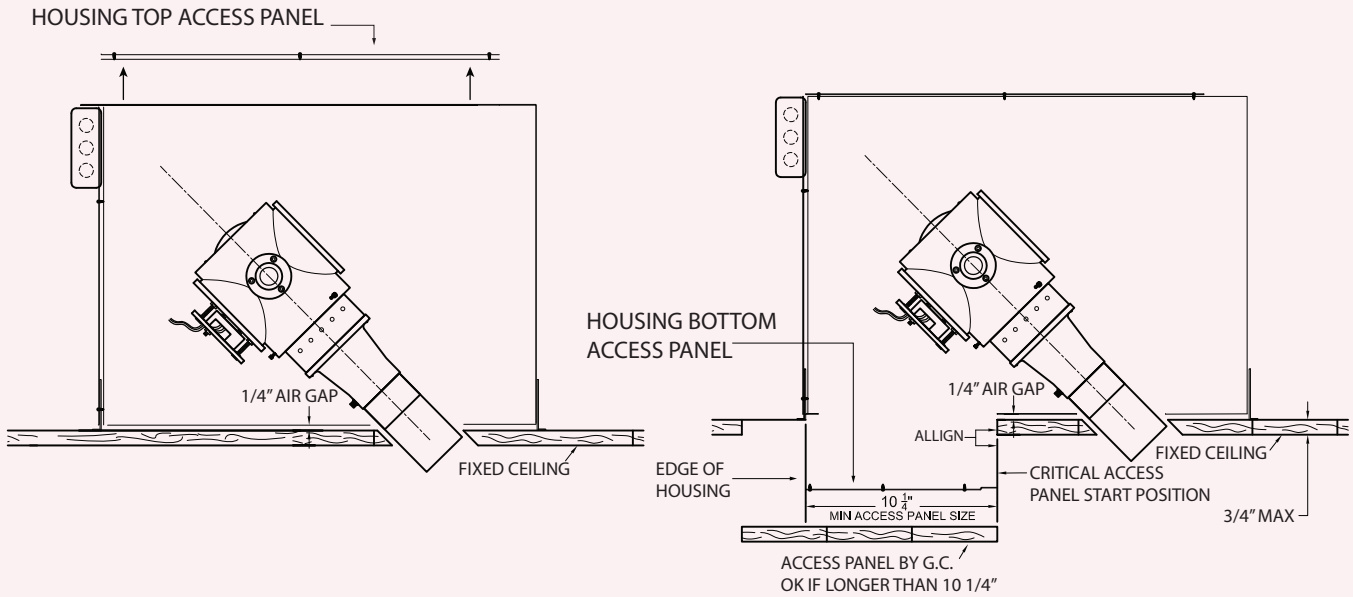 HOUSING TOP ACCESS PANEL
1/4” AIR GAP
FIXED CEILING
HOUSING BOTTOM
ACCESS PANEL
1/4” AIR GAP
ALLIGN
FIXED CEILING
EDGE OF
HOUSING
CRITICAL ACCESS
PANEL START POSITION
10 1/4"
MIN ACCESS PANEL SIZE
3/4” MAX
ACCESS PANEL BY G.C.
OK IF LONGER THAN 10 1/4”